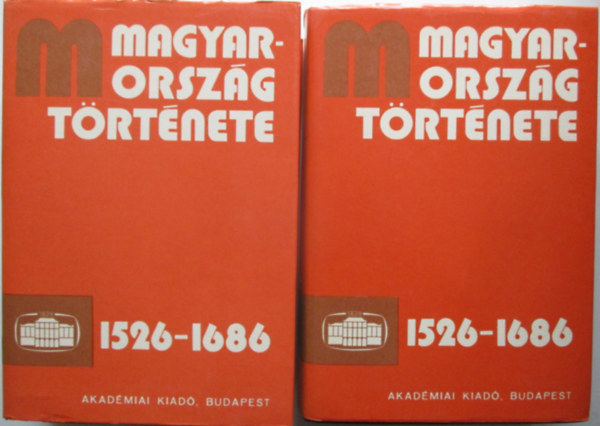 M MAGYAR-
ORSZÁG
TÖRTÉNETE
1526-1686
AKADÉMIAI KIADÓ, BUDAPEST
M MAGYAR-
ORSZÁG
TÖRTÉNETE
1526-1686
AKADÉMIAI KIADÓ, BUDAPEST